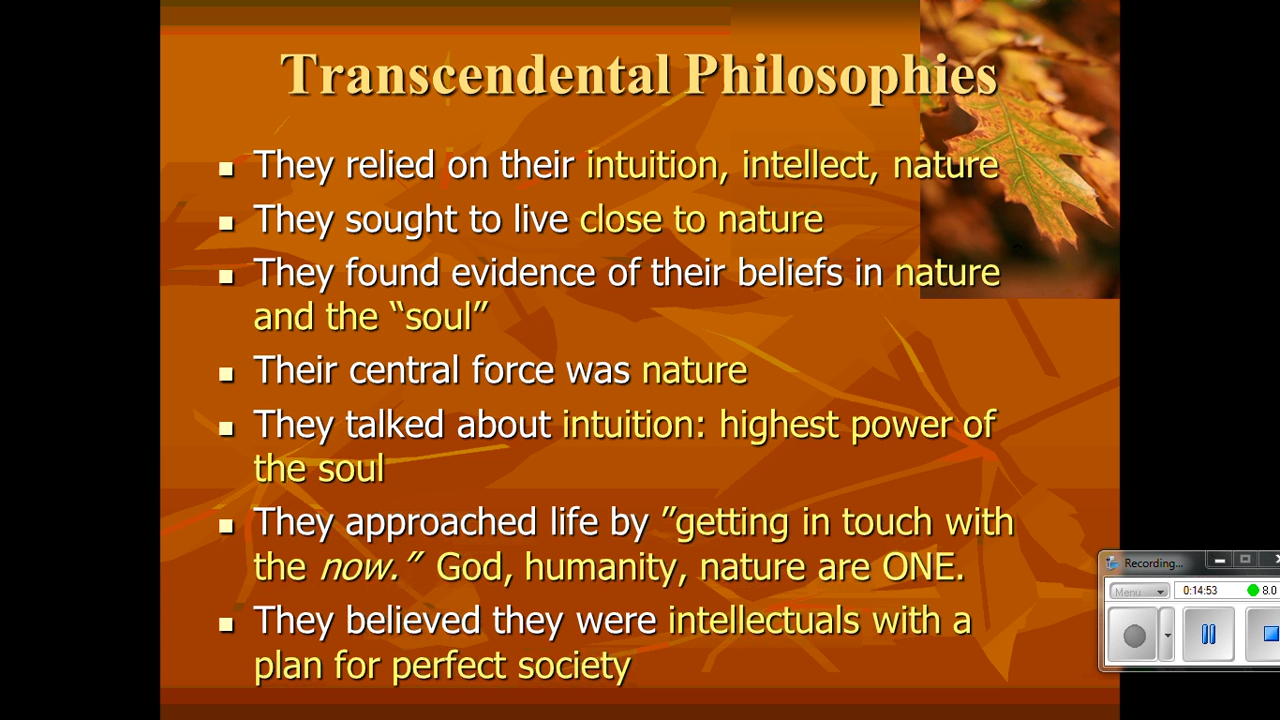 Transcendental Philosophies
They relied on their intuition, intellect, nature
They sought to live close to nature
They found evidence of their beliefs in nature
and the “soul”
Their central force was nature
They talked about intuition: highest power of
the soul
They approached life by ”getting in touch with
the now.” God, humanity, nature are ONE.
They believed they were intellectuals with a
plan for perfect society
Recording...
Menu 0:14:53 8.0